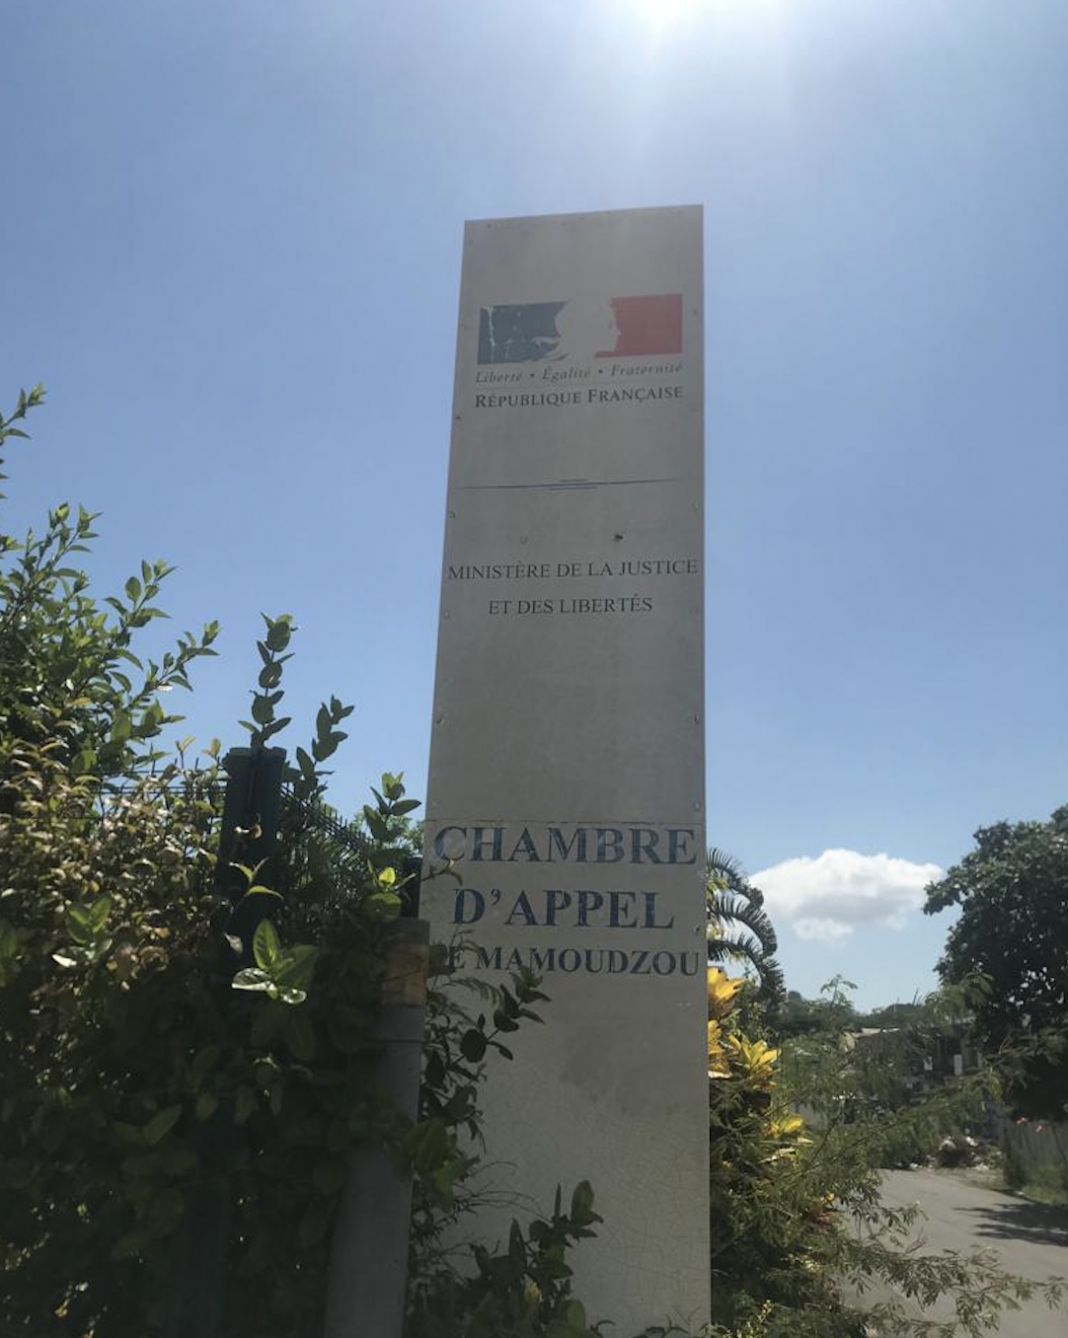 Liberté • Égalité • Fraternité
RÉPUBLIQUE FRANÇAISE
MINISTÈRE DE LA JUSTICE
ET DES LIBERTÉS
CHAMBRE
D'APPEL
E MAMOUDZOU